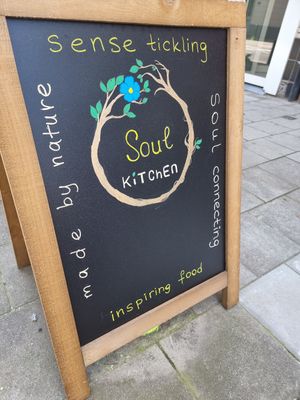 sense tickling
made by nature
Soul
KiTCHEN
Soul connecting
inspiring food